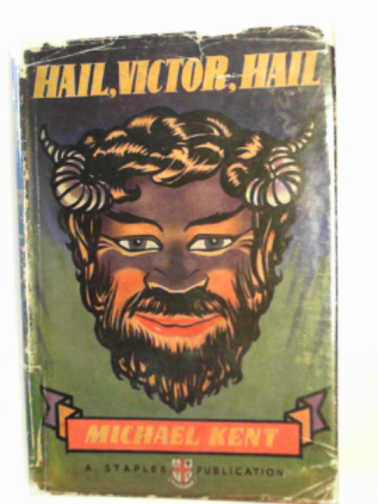 HAIL, VICTOR, HAIL
MICHAEL KENT
A STAPLES PUBLICATION